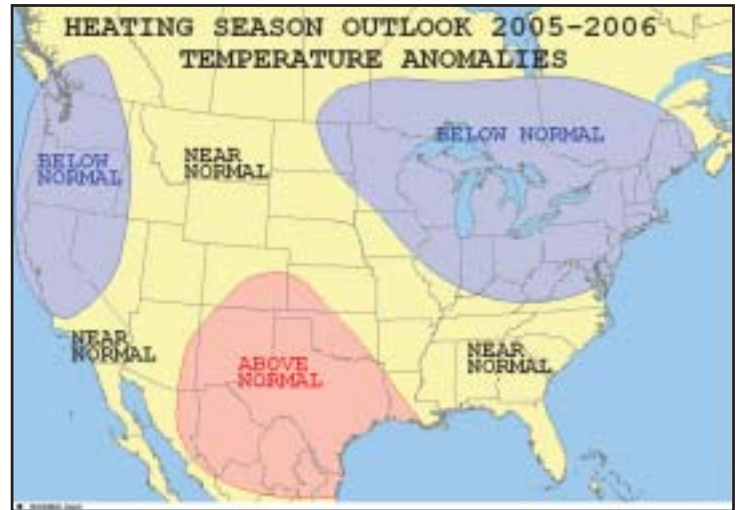 HEATING SEASON OUTLOOK 2005-2006
TEMPERATURE ANOMALIES
BELOW NORMAL
BELOW
NORMAL
NEAR
NORMAL
NEAR
NORMAL
ABOVE
NORMAL
NEAR
NORMAL